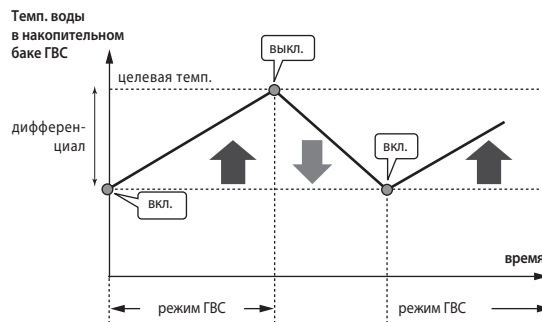 Темп. воды
в накопительном
баке ГВС
выкл.
целевая темп.
дифферен-
циал
вкл.
вкл.
время
режим ГВС
режим ГВС